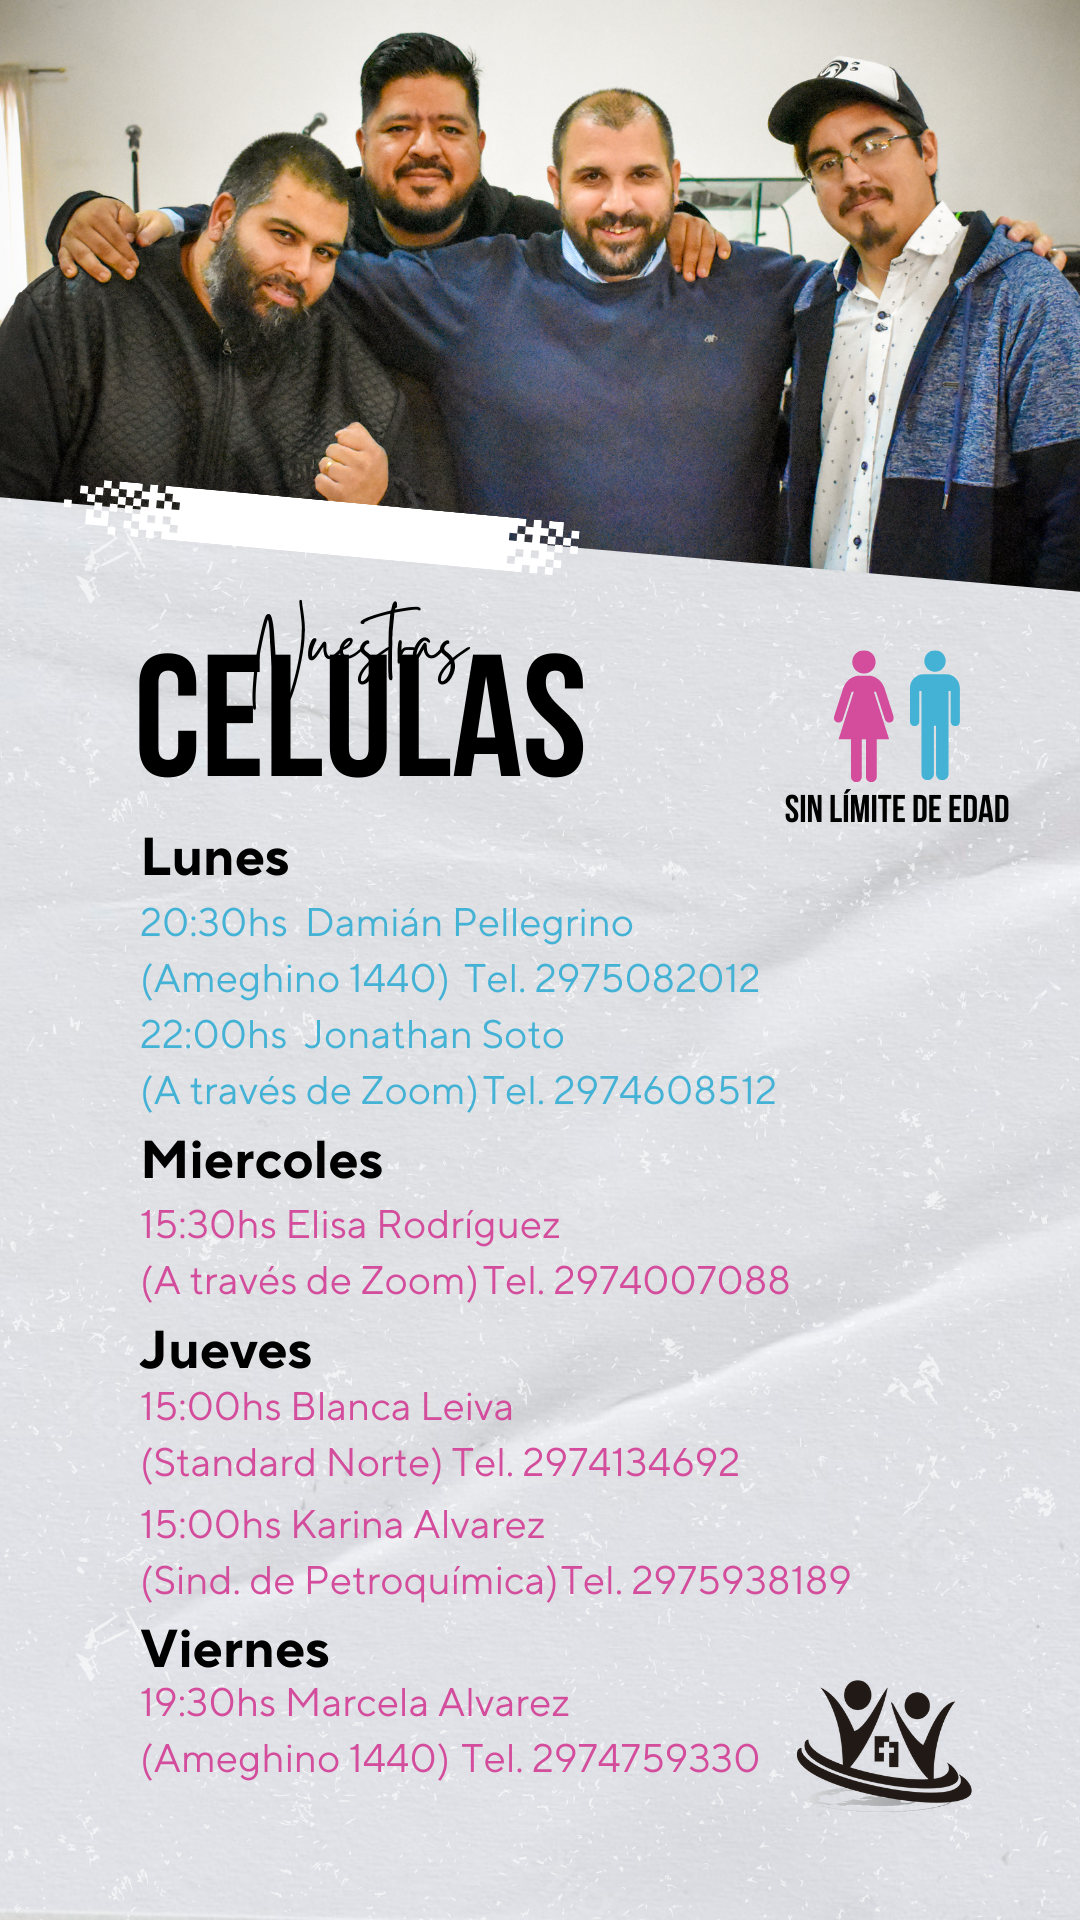 Nuestras
CELULAS
SIN LÍMITE DE EDAD
Lunes
20:30hs Damián Pellegrino
(Ameghino 1440) Tel. 2975082012
22:00hs Jonathan Soto
(A través de Zoom) Tel. 2974608512
Miercoles
15:30hs Elisa Rodríguez
(A través de Zoom) Tel. 2974007088
Jueves
15:00hs Blanca Leiva
(Standard Norte) Tel. 2974134692
15:00hs Karina Alvarez
(Sind. de Petroquímica) Tel. 2975938189
Viernes
19:30hs Marcela Alvarez
(Ameghino 1440) Tel. 2974759330